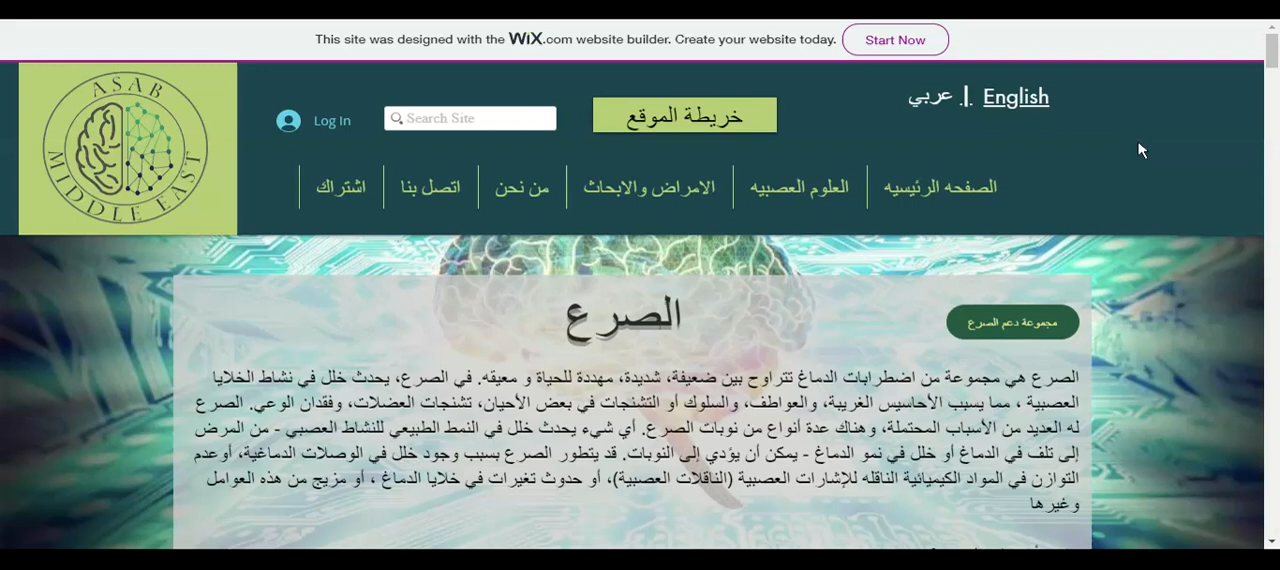 This site was designed with the WiX.com website builder. Create your website today. Start Now
ASAB
MIDDLE EAST
English | عربي
Log In
Search Site
خريطة الموقع
الصفحه الرئيسيه
العلوم العصبيه
الامراض والابحاث
من نحن
اتصل بنا
اشتراك
الصرع
مجموعة دعم الصرع
الصرع هي مجموعة من اضطرابات الدماغ تتراوح بين ضعيفة، شديدة، مهددة للحياة و معيقه. في الصرع، يحدث خلل في نشاط الخلايا
العصبية ، مما يسبب الأحاسيس الغريبة، والعواطف، والسلوك أو التشنجات في بعض الأحيان، تشنجات العضلات، وفقدان الوعي. الصرع
له العديد من الأسباب المحتملة، وهناك عدة أنواع من نوبات الصرع. أي شيء يحدث خلل في النمط الطبيعي للنشاط العصبي - من المرض
إلى تلف في الدماغ أو خلل في نمو الدماغ - يمكن أن يؤدي إلى النوبات. قد يتطور الصرع بسبب وجود خلل في الوصلات الدماغية، أوعدم
التوازن في المواد الكيميائية الناقله للإشارات العصبية (الناقلات العصبية)، أو حدوث تغيرات في خلايا الدماغ ، أو مزيج من هذه العوامل
وغيرها